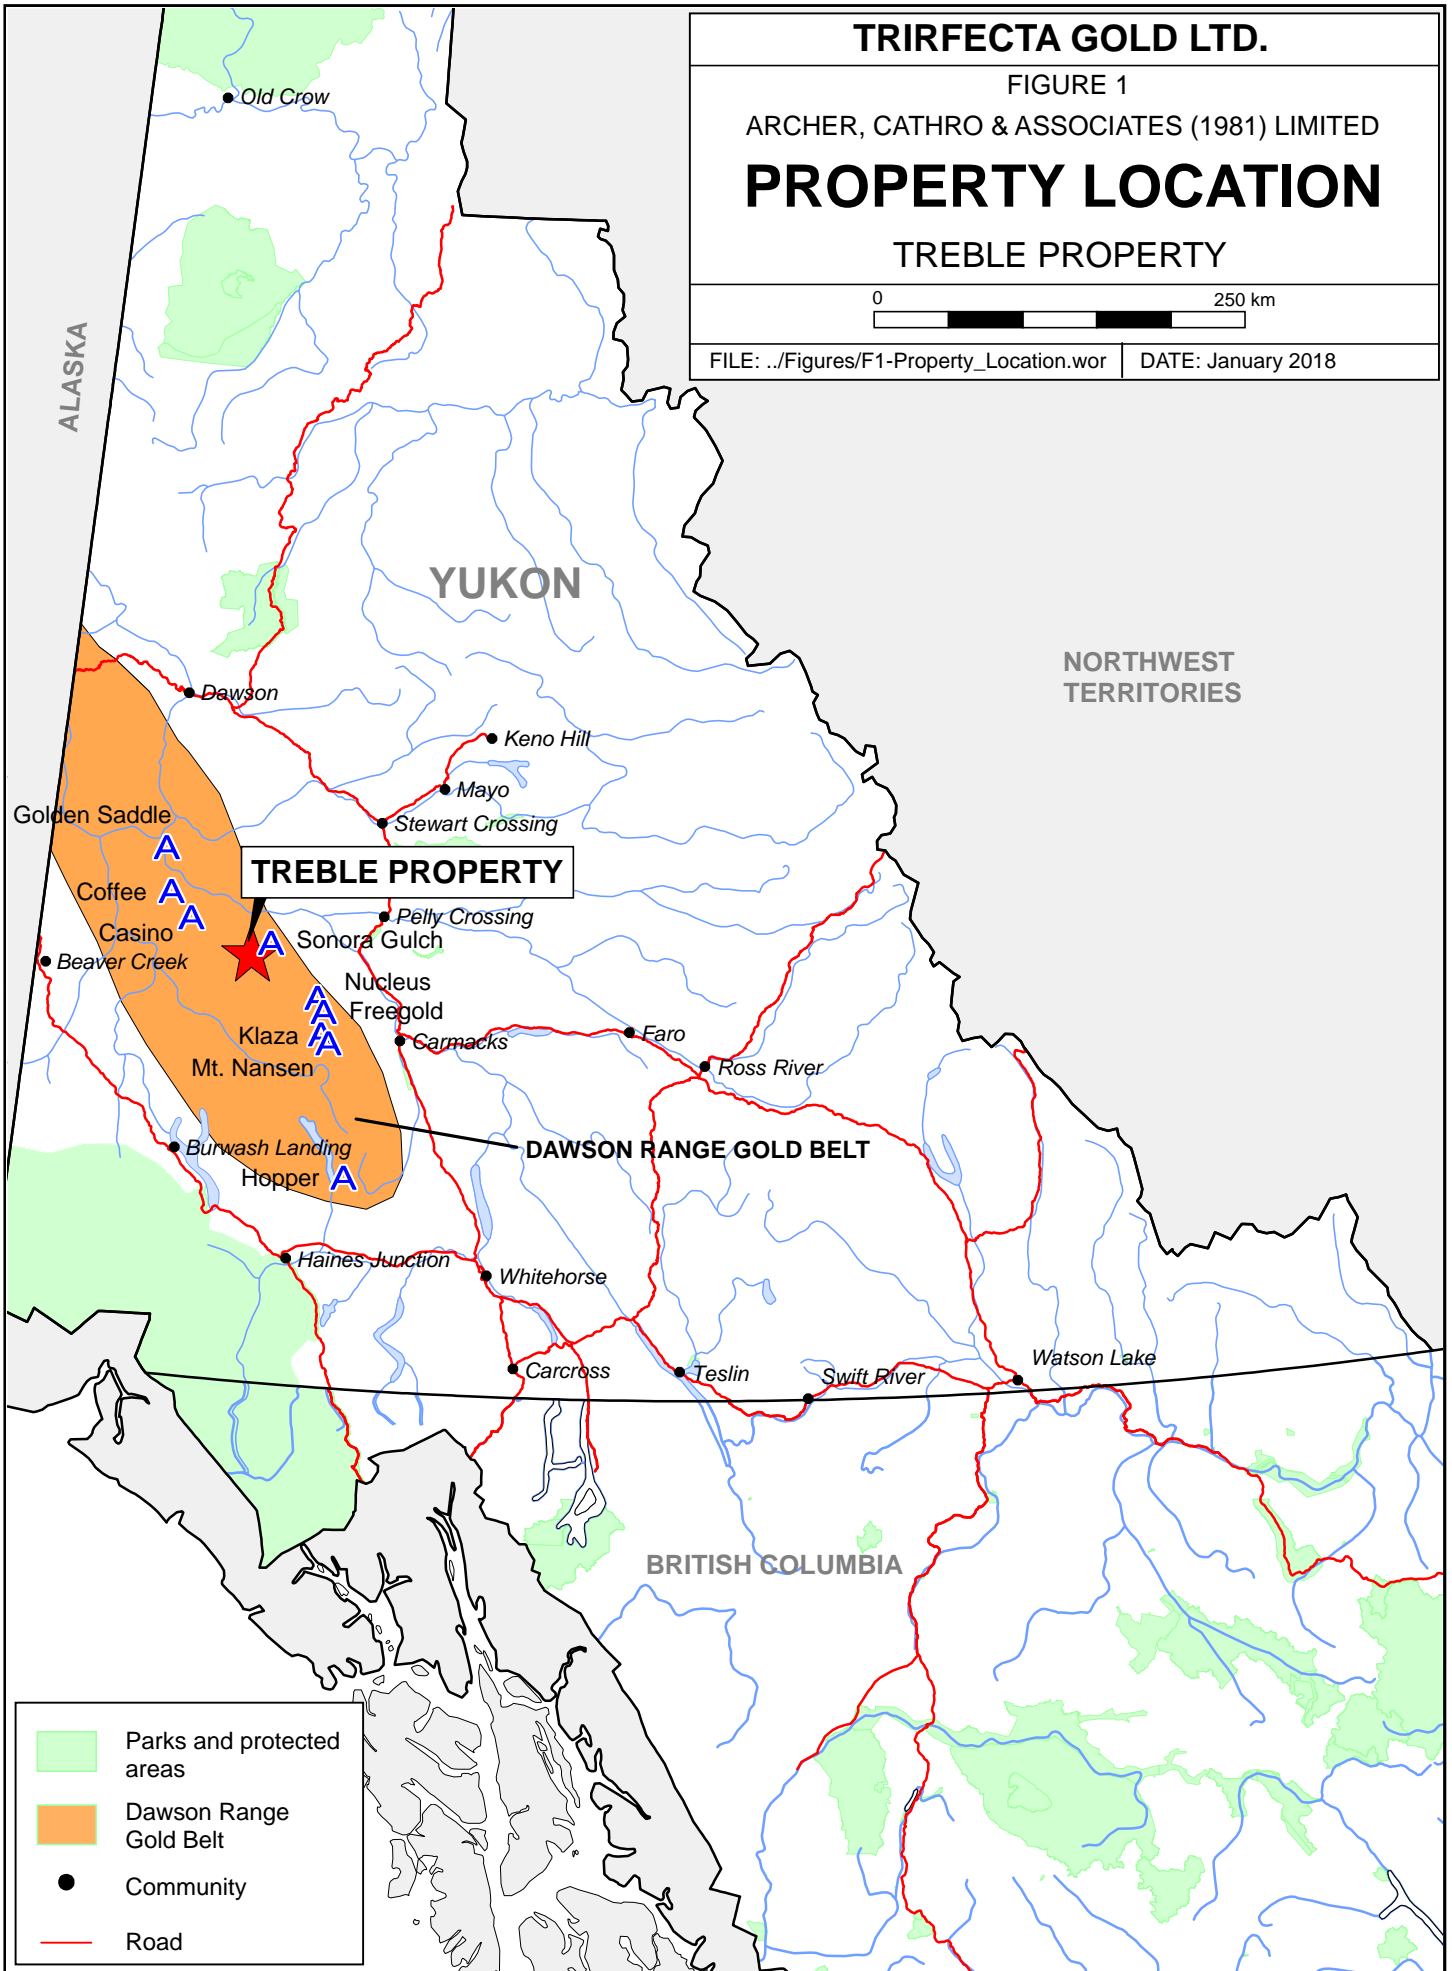 TRIRFECTA GOLD LTD.
FIGURE 1
ARCHER, CATHRO & ASSOCIATES (1981) LIMITED
PROPERTY LOCATION
TREBLE PROPERTY
0 250 km
FILE: ../Figures/F1-Property_Location.wor DATE: January 2018
Old Crow
ALASKA
YUKON
NORTHWEST
TERRITORIES
Dawson
Keno Hill
Mayo
Stewart Crossing
Golden Saddle
A
TREBLE PROPERTY
Coffee A
A
Casino
Pelly Crossing
A Sonora Gulch
Beaver Creek
Nucleus
A
Freegold
A
Klaza A
A
Mt. Nansen
Carmacks
Faro
Ross River
Burwash Landing
DAWSON RANGE GOLD BELT
Hopper A
Haines Junction
Whitehorse
Carcross
Teslin
Swift River
Watson Lake
BRITISH COLUMBIA
Parks and protected
areas
Dawson Range
Gold Belt
Community
Road